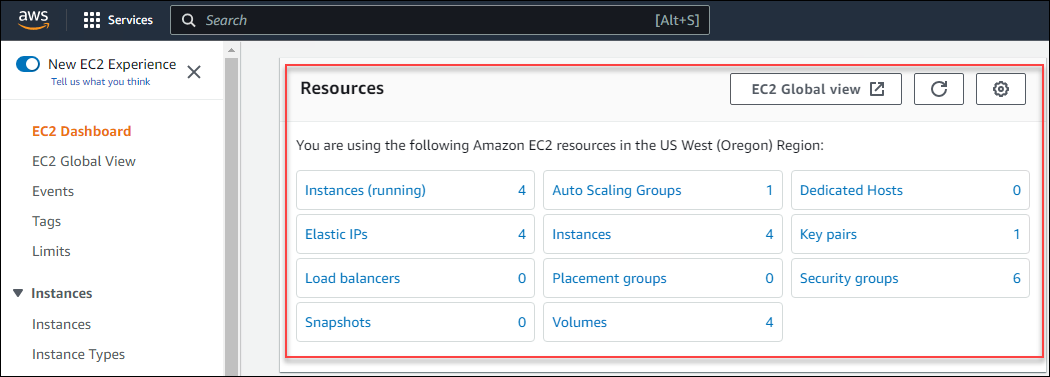 aws
Services
Search [Alt+S]
New EC2 Experience
Tell us what you think
EC2 Dashboard
EC2 Global View
Events
Tags
Limits
Instances
Instances
Instance Types
Resources
EC2 Global view
You are using the following Amazon EC2 resources in the US West (Oregon) Region:
Instances (running) 4 Auto Scaling Groups 1 Dedicated Hosts 0
Elastic IPs 4 Instances 4 Key pairs 1
Load balancers 0 Placement groups 0 Security groups 6
Snapshots 0 Volumes 4